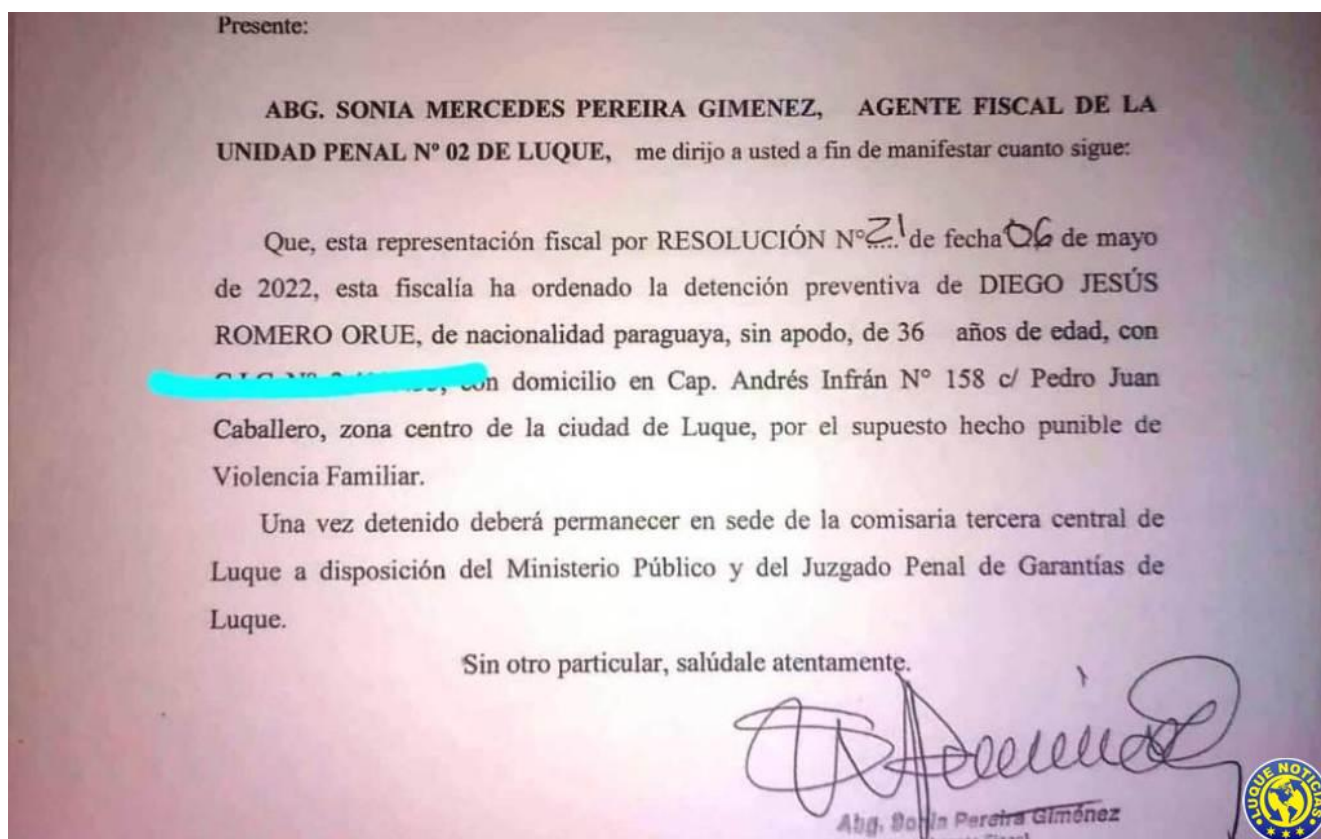 Presente:
ABG. SONIA MERCEDES PEREIRA GIMENEZ, AGENTE FISCAL DE LA
UNIDAD PENAL Nº 02 DE LUQUE, me dirijo a usted a fin de manifestar cuanto sigue:
Que, esta representación fiscal por RESOLUCIÓN Nº 21 de fecha 06 de mayo
de 2022, esta fiscalía ha ordenado la detención preventiva de DIEGO JESÚS
ROMERO ORUE, de nacionalidad paraguaya, sin apodo, de 36 años de edad, con
con domicilio en Cap. Andrés Infrán Nº 158 c/ Pedro Juan
Caballero, zona centro de la ciudad de Luque, por el supuesto hecho punible de
Violencia Familiar.
Una vez detenido deberá permanecer en sede de la comisaria tercera central de
Luque a disposición del Ministerio Público y del Juzgado Penal de Garantías de
Luque.
Sin otro particular, salúdale atentamente.
Abg. Sonia Pereira Giménez
LUQUE NOTICIAS